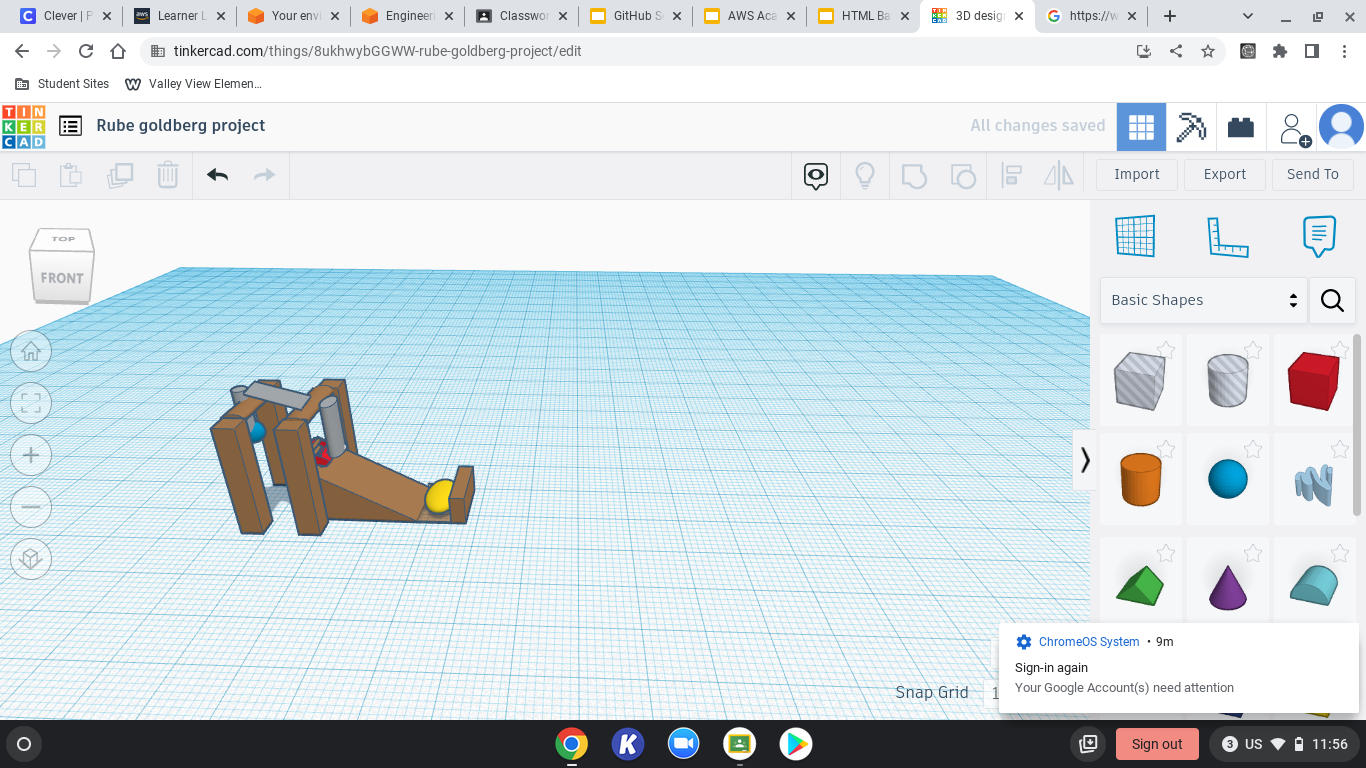 Clever | P
Learner L
Your envi
Engineeri
Classwor
GitHub S
AWS Aca
HTML Ba
3D desig
https://w
tinkercad.com/things/8ukhwybGGWW-rube-goldberg-project/edit
Student Sites
Valley View Elemen...
TIN
KER
CAD
Rube goldberg project
All changes saved
Import
Export
Send To
TOP
FRONT
Basic Shapes
ChromeOS System • 9m
Sign-in again
Your Google Account(s) need attention
Snap Grid
1
Sign out
3
US
11:56